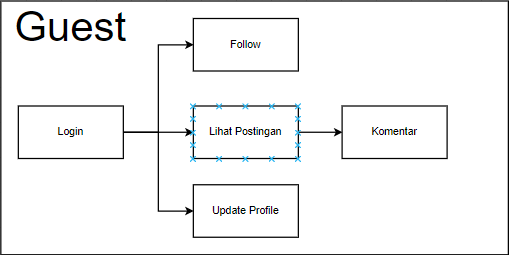 Guest
Follow
Login
Lihat Postingan
Komentar
Update Profile